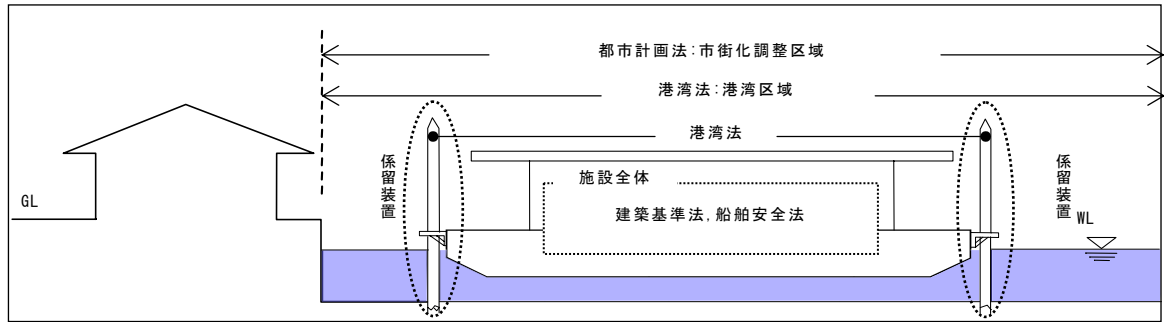 都市計画法：市街化調整区域
港湾法：港湾区域
港湾法
係留装置
施設全体
係留装置
建築基準法，船舶安全法
GL
WL